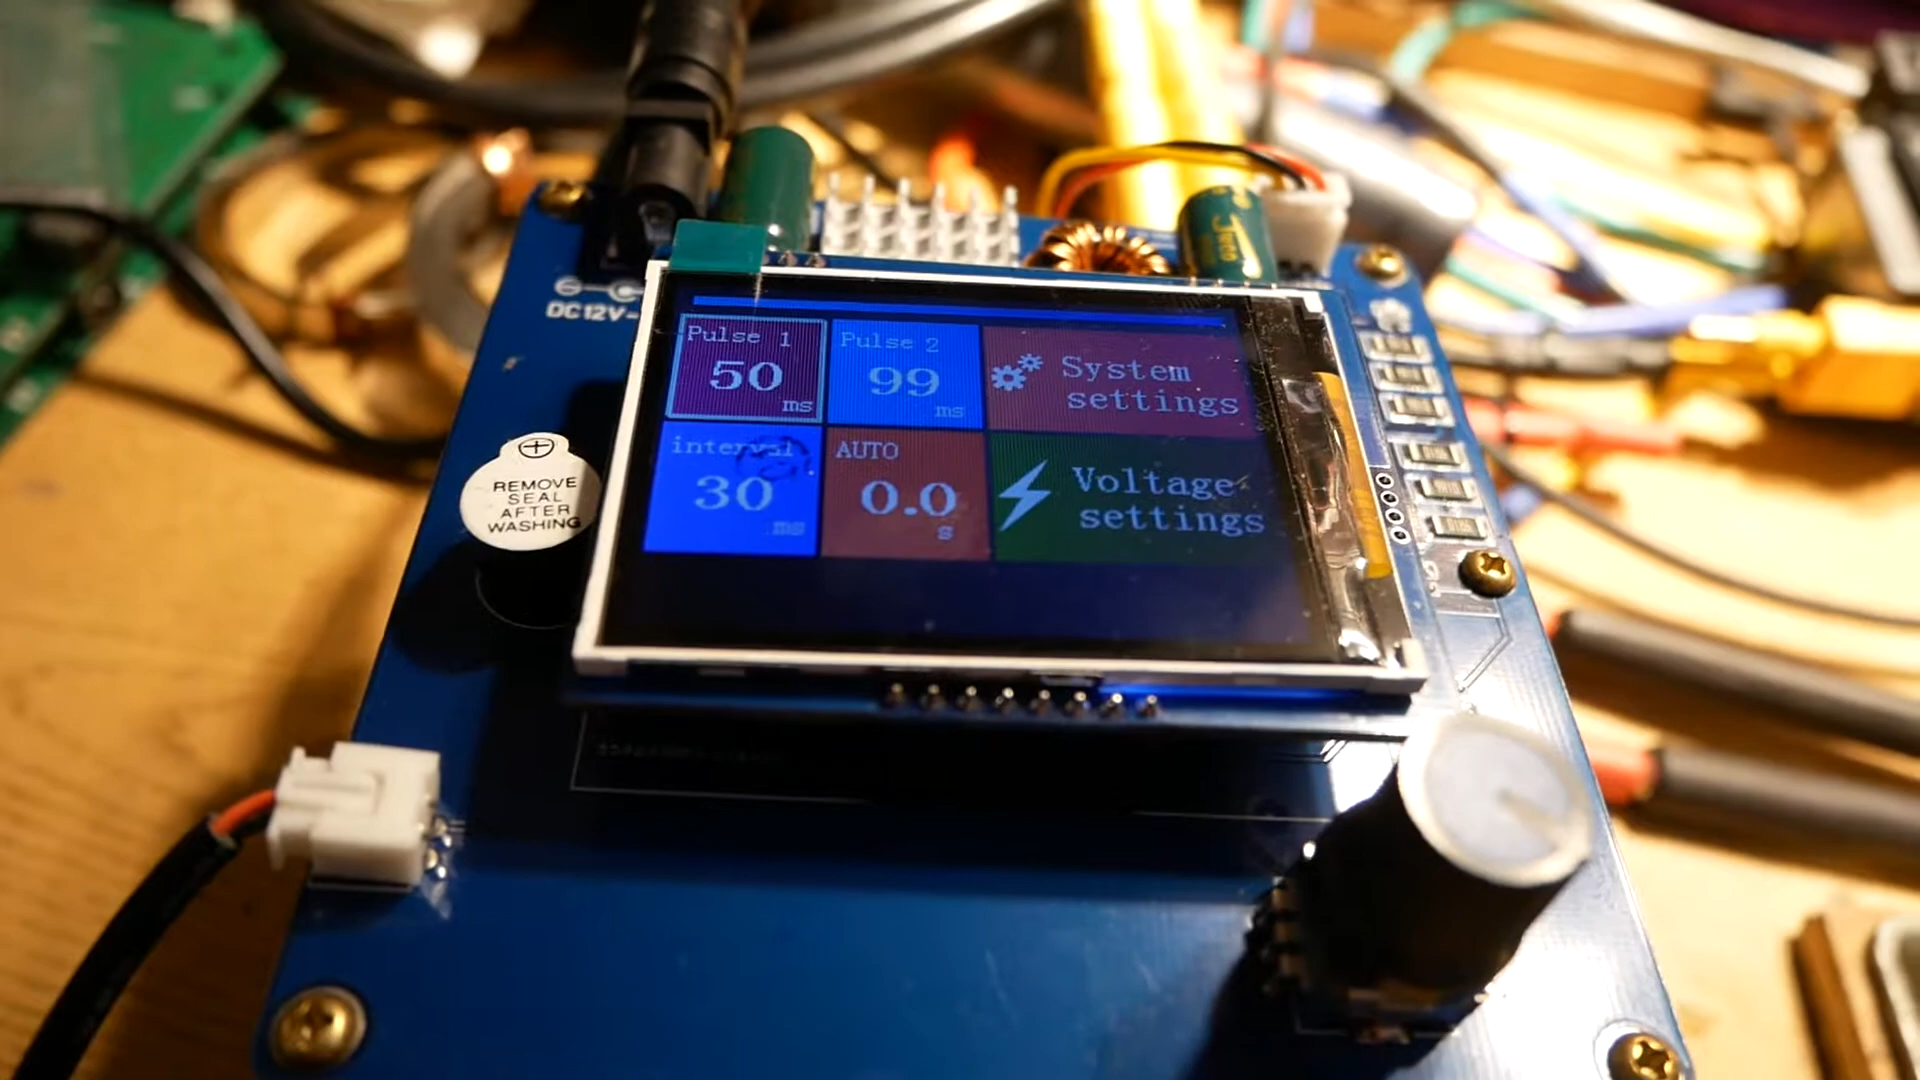 DC12V-
Pulse 1
50
ms
Pulse 2
99
ms
System
settings
interval
30
ms
AUTO
0.0
s
Voltage
settings
REMOVE
SEAL
AFTER
WASHING